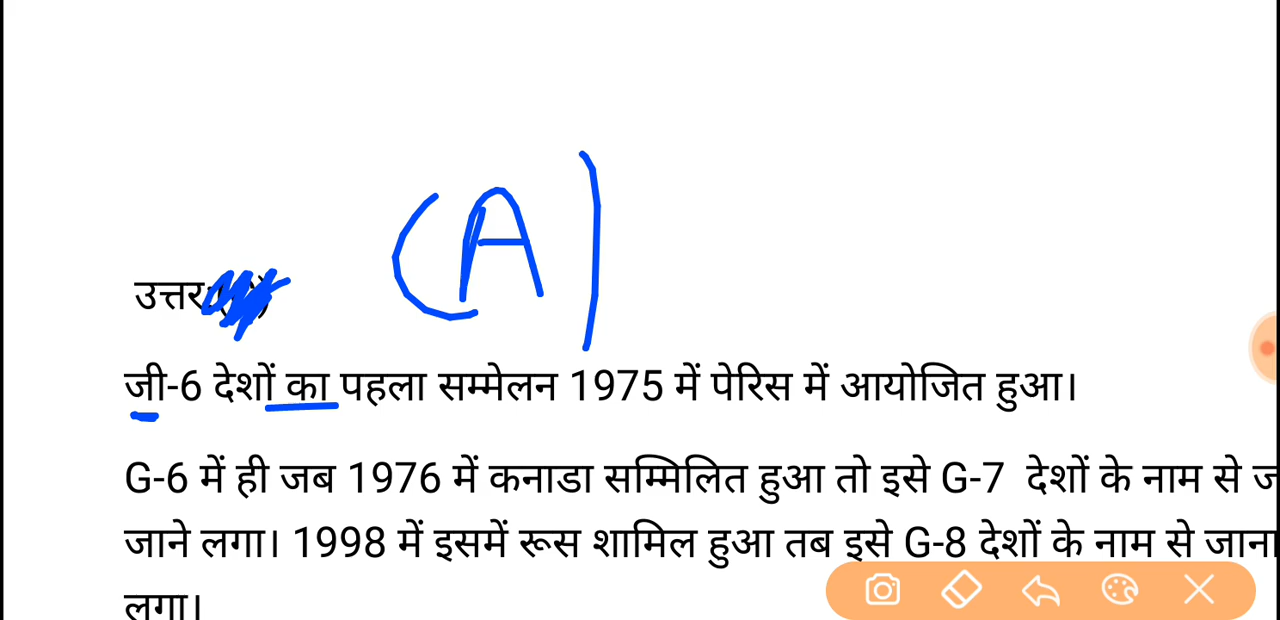 (A)
उत्तर
जी-6 देशों का पहला सम्मेलन 1975 में पेरिस में आयोजित हुआ।
G-6 में ही जब 1976 में कनाडा सम्मिलित हुआ तो इसे G-7 देशों के नाम से
जाने लगा। 1998 में इसमें रूस शामिल हुआ तब इसे G-8 देशों के नाम से जाना
लगा।